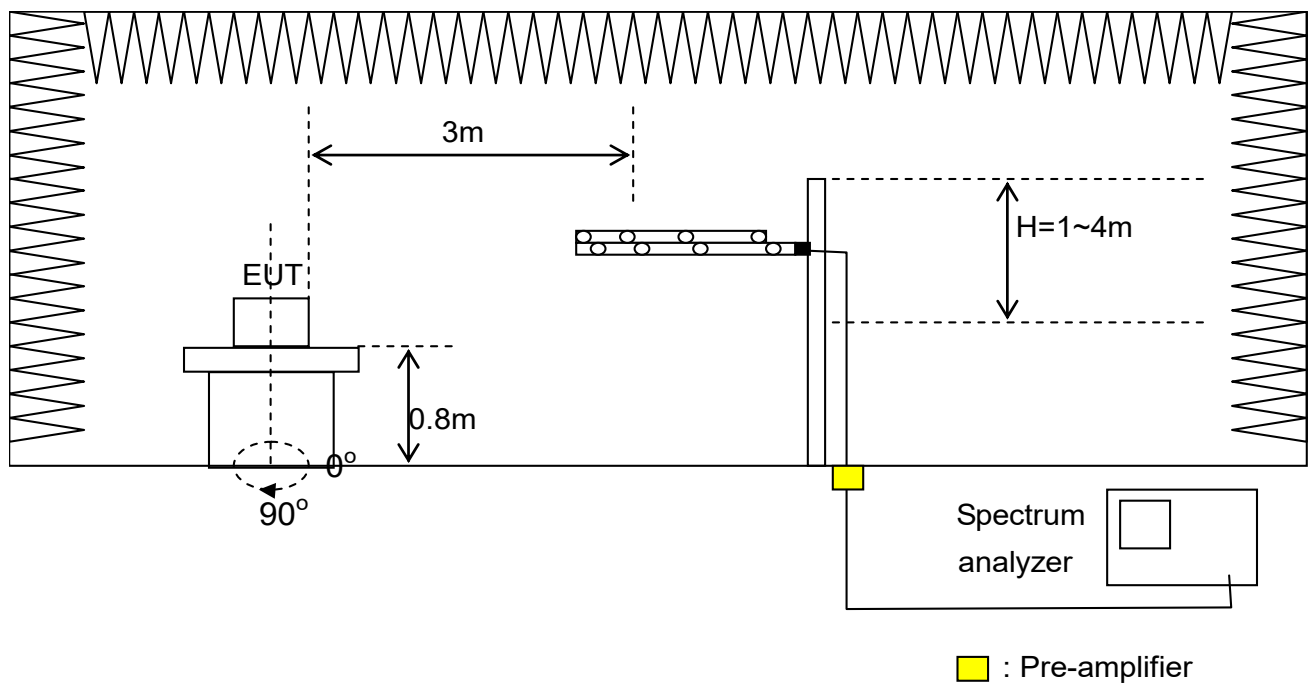 3m
H=1~4m
EUT
0.8m
0°
90°
Spectrum
analyzer
: Pre-amplifier